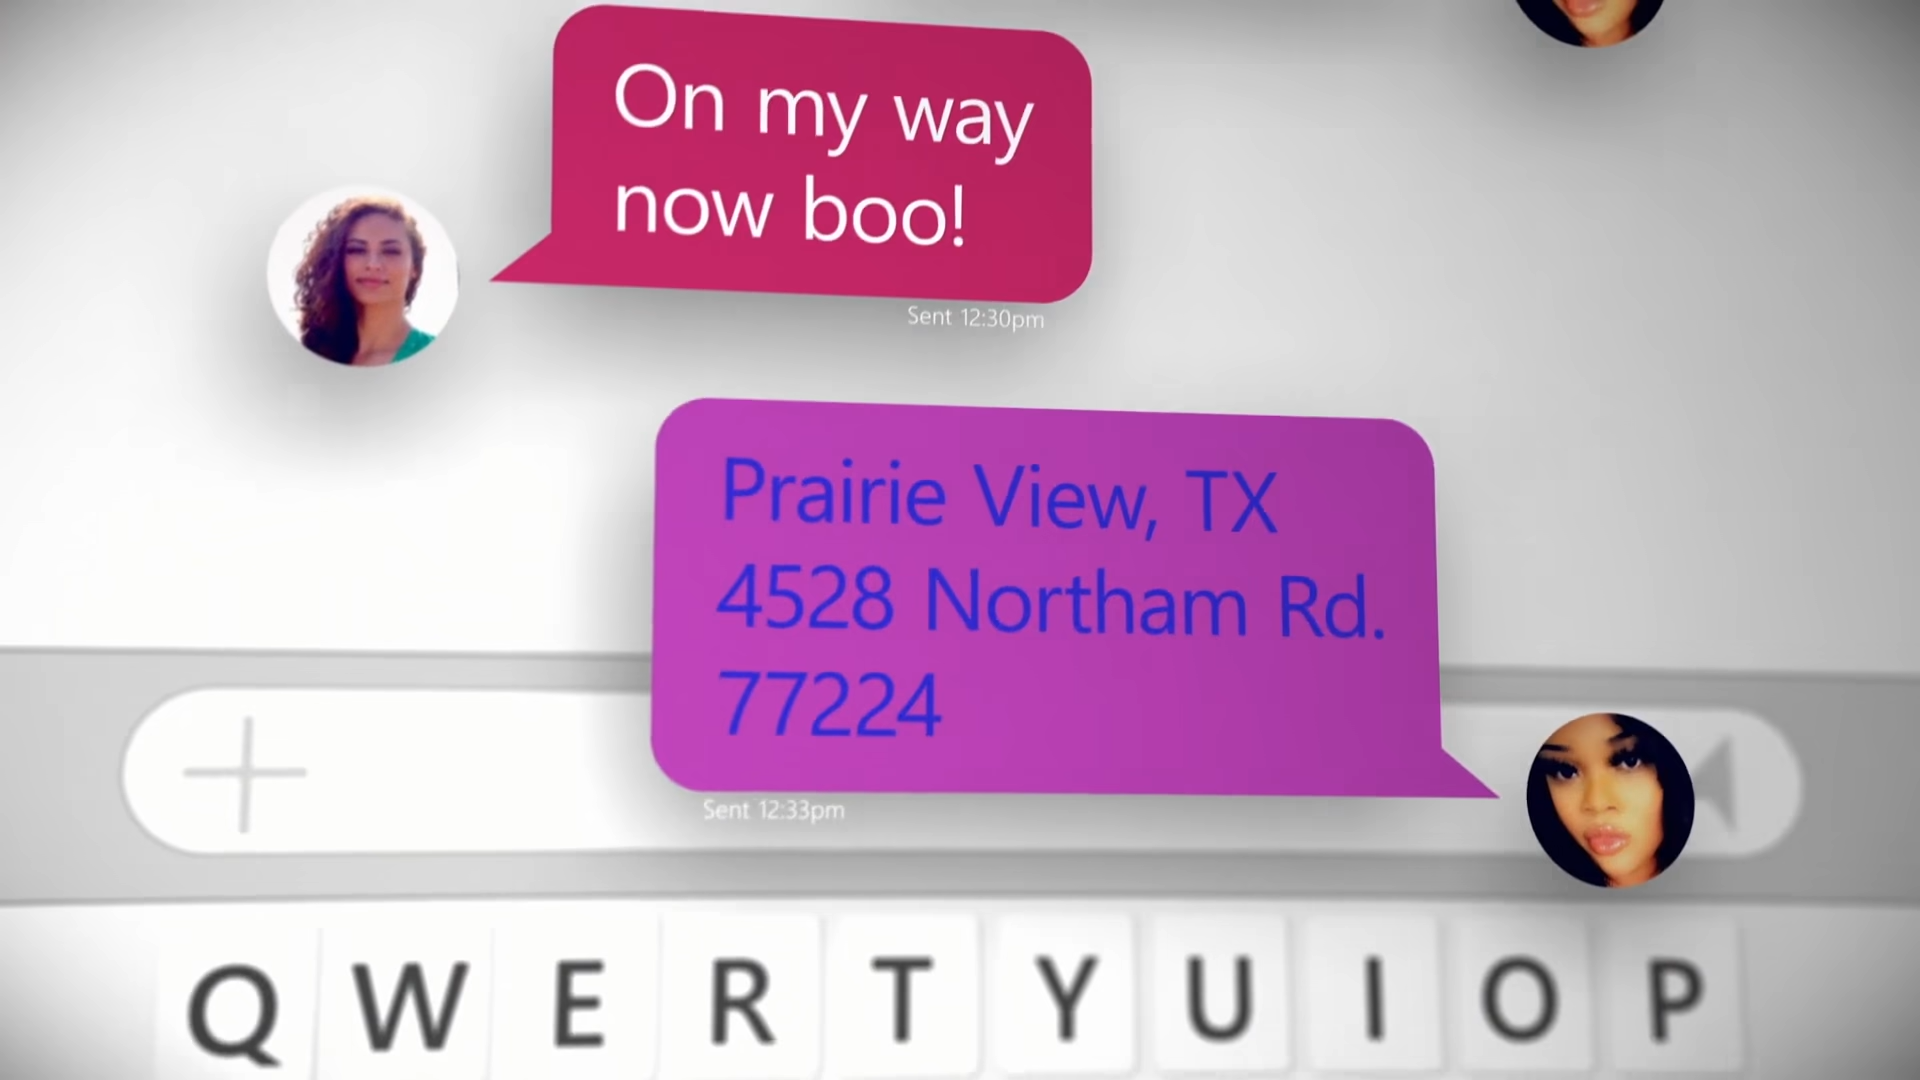 On my way
now boo!
Sent 12:30pm
Prairie View, TX
4528 Northam Rd.
77224
Sent 12:33pm
Q W E R T Y U I O P